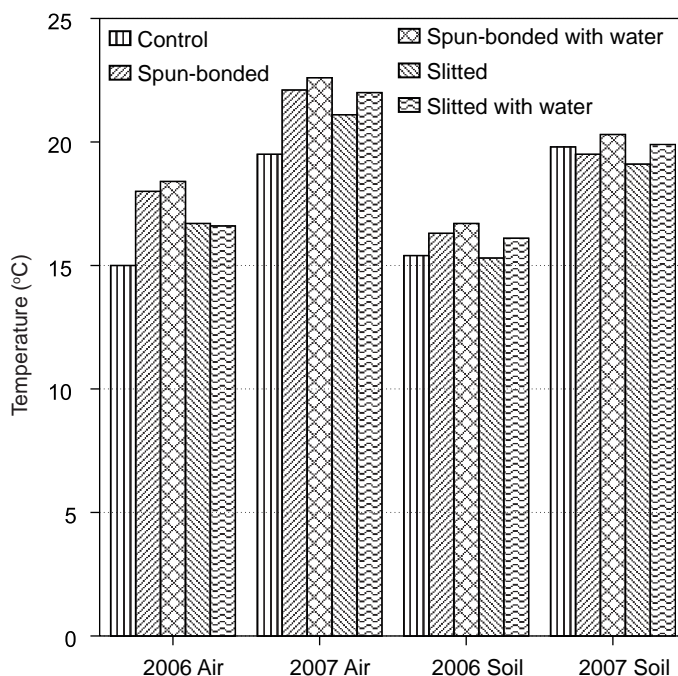 25
20
15
10
5
0
Temperature (°C)
Control
Spun-bonded
Spun-bonded with water
Slitted
Slitted with water
2006 Air
2007 Air
2006 Soil
2007 Soil